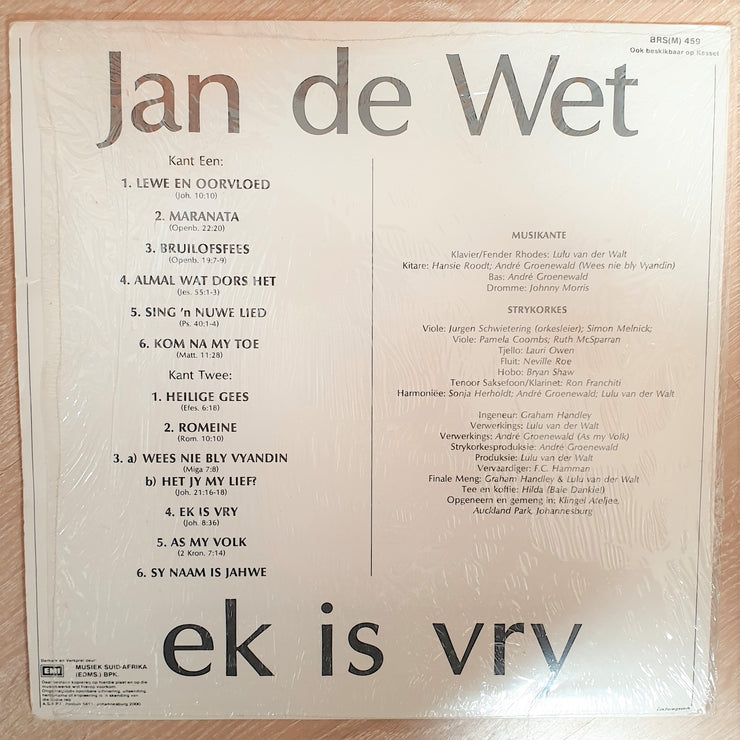 BRS(M) 459
Ook beskikbaar op Kasset
Jan de Wet
Kant Een:
1. LEWE EN OORVLOED
(Joh. 10:10)
2. MARANATA
(Openb. 22:20)
3. BRUILOFSFEES
(Openb. 19:7-9)
4. ALMAL WAT DORS HET
(Jes. 55:1-3)
5. SING 'n NUWE LIED
(Ps. 40:1-4)
6. KOM NA MY TOE
(Matt. 11:28)
Kant Twee:
1. HEILIGE GEES
(Efes. 6:18)
2. ROMEINE
(Rom. 10:10)
3. a) WEES NIE BLY VYANDIN
(Miga 7:8)
b) HET JY MY LIEF?
(Joh. 21:16-18)
4. EK IS VRY
(Joh. 8:36)
5. AS MY VOLK
(2 Kron. 7:14)
6. SY NAAM IS JAHWE
MUSIKANTE
Klavier/Fender Rhodes: Lulu van der Walt
Kitare: Hansie Roodt; André Groenewald (Wees nie bly Vyandin)
Bas: André Groenewald
Dromme: Johnny Morris
STRYKORKES
Viole: Jurgen Schwietering (orkesleier); Simon Melnick;
Viole: Pamela Coombs; Ruth McSparran
Tjello: Lauri Owen
Fluit: Neville Roe
Hobo: Bryan Shaw
Tenoor Saksefoon/Klarinet: Ron Franchiti
Harmonieë: Sonja Herholdt; André Groenewald; Lulu van der Walt
Ingeneur: Graham Handley
Verwerkings: Lulu van der Walt
Verwerkings: André Groenewald (As my Volk)
Strykorkesproduksie: André Groenewald
Produksie: Lulu van der Walt
Vervaardiger: F.C. Hamman
Finale Meng: Graham Handley & Lulu van der Walt
Tee en koffie: Hilda (Baie Dankie!)
Opgeneem en gemeng in: Klingel Ateljee,
Auckland Park, Johannesburg
ek is vry
EMI
MUSIEK SUID-AFRIKA
(EDMS.) BPK.